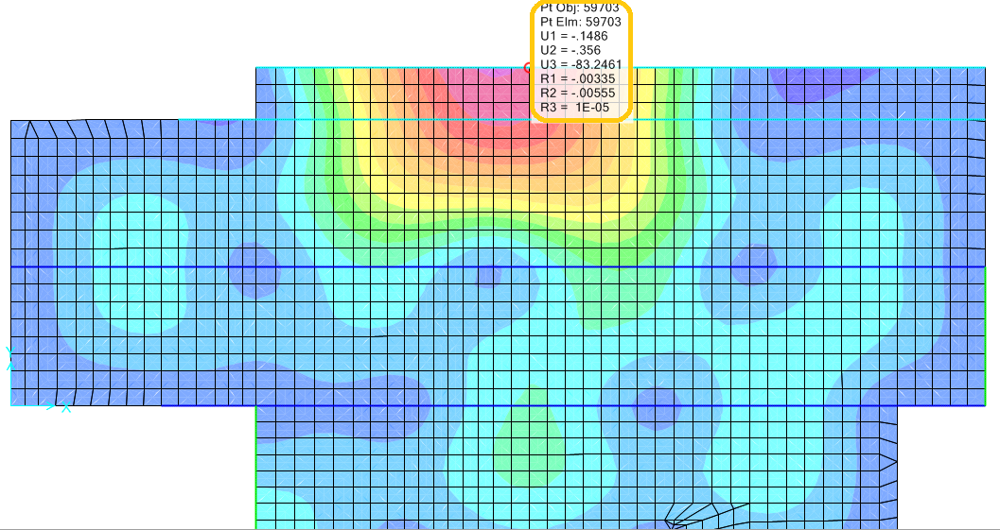 Pt Obj: 59703
Pt Elm: 59703
U1 = -.1486
U2 = -.356
U3 = -83.2461
R1 = -.00335
R2 = -.00555
R3 = 1E-05
Y
X